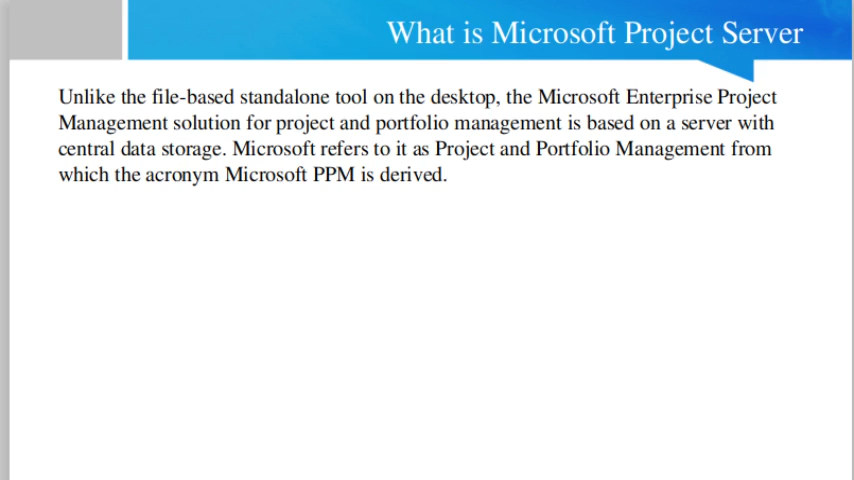 What is Microsoft Project Server
Unlike the file-based standalone tool on the desktop, the Microsoft Enterprise Project
Management solution for project and portfolio management is based on a server with
central data storage. Microsoft refers to it as Project and Portfolio Management from
which the acronym Microsoft PPM is derived.